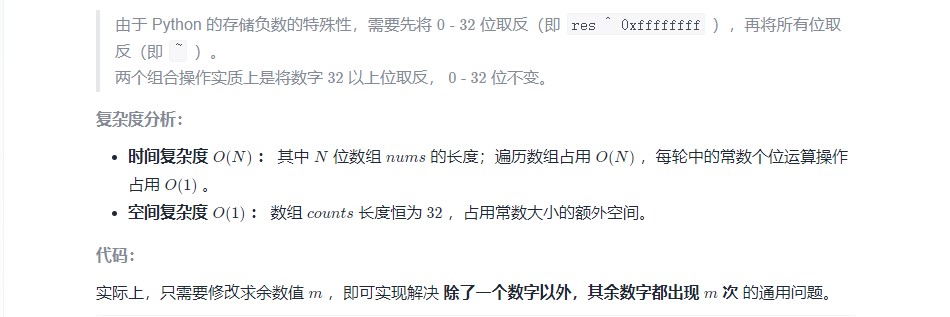 由于 Python 的存储负数的特殊性，需要先将 0 - 32 位取反（即 res ^ 0xffffffff ），再将所有位取
反（即 ~ ）。
两个组合操作实质上是将数字 32 以上位取反， 0 - 32 位不变。
复杂度分析：
• 时间复杂度 O(N) ： 其中 N 位数组 nums 的长度；遍历数组占用 O(N) ，每轮中的常数个位运算操作
占用 O(1) 。
• 空间复杂度 O(1) ： 数组 counts 长度恒为 32 ，占用常数大小的额外空间。
代码：
实际上，只需要修改求余数值 m ，即可实现解决 除了一个数字以外，其余数字都出现 m 次 的通用问题。